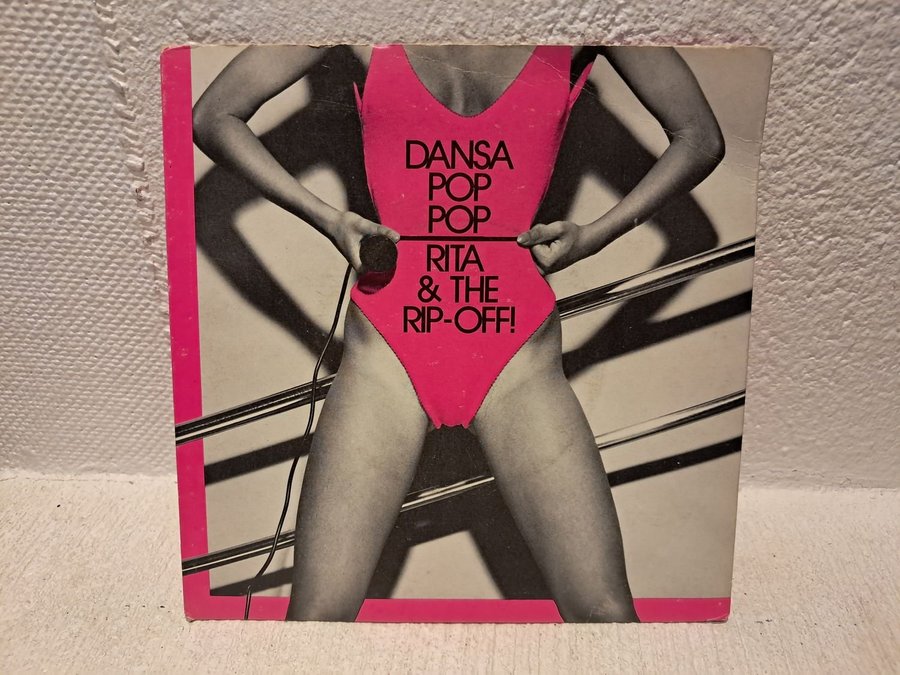 DANSA
POP
POP
RITA
& THE
RIP-OFF!